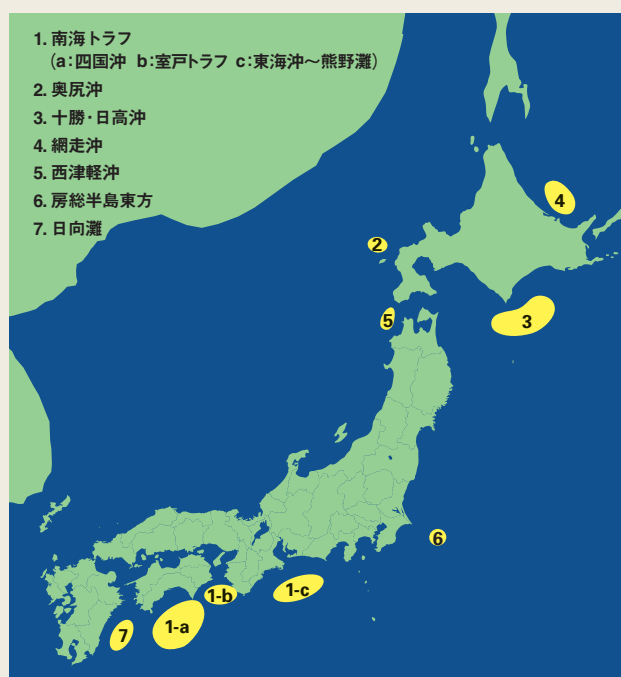 1. 南海トラフ
(a：四国沖 b：室戸トラフ c：東海沖～熊野灘)
2. 奥尻沖
3. 十勝・日高沖
4. 網走沖
5. 西津軽沖
6. 房総半島東方
7. 日向灘
4
2
5
3
6
1-b
1-c
1-a
7